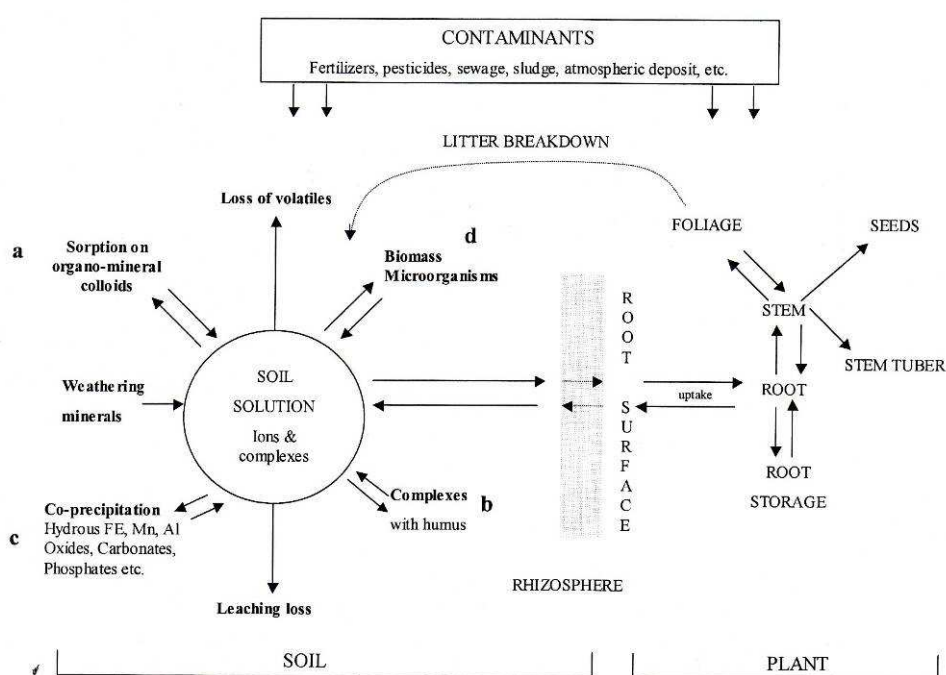 CONTAMINANTS
Fertilizers, pesticides, sewage, sludge, atmospheric deposit, etc.
LITTER BREAKDOWN
Loss of volatiles
FOLIAGE
SEEDS
a
Sorption on
organo-mineral
colloids
d
Biomass
Microorganisms
STEM
STEM TUBER
Weathering
minerals
SOIL
SOLUTION
Ions &
complexes
ROOT SURFACE
uptake
ROOT
ROOT
STORAGE
c
Co-precipitation
Hydrous FE, Mn, Al
Oxides, Carbonates,
Phosphates etc.
Complexes
with humus
b
Leaching loss
RHIZOSPHERE
SOIL
PLANT